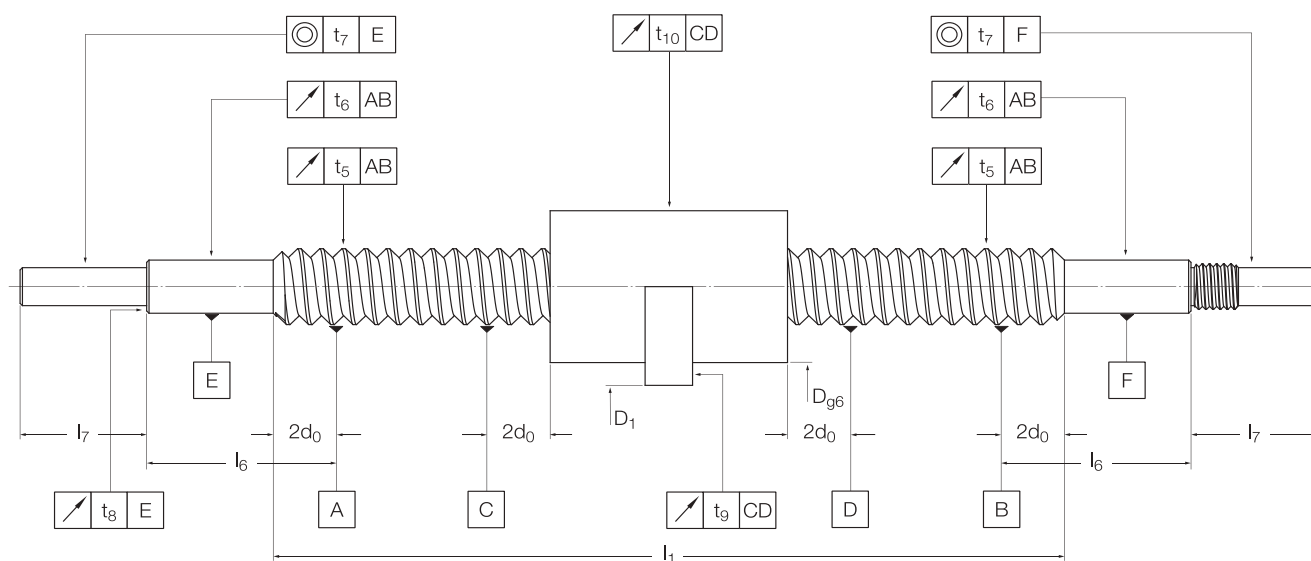 t₇ E
t₁₀ CD
t₇ F
t₆ AB
t₆ AB
t₅ AB
t₅ AB
E
F
D₁
Dg6
l₇
2d₀
2d₀
2d₀
2d₀
l₇
l₆
l₆
t₈ E
A
C
t₉ CD
D
B
l₁